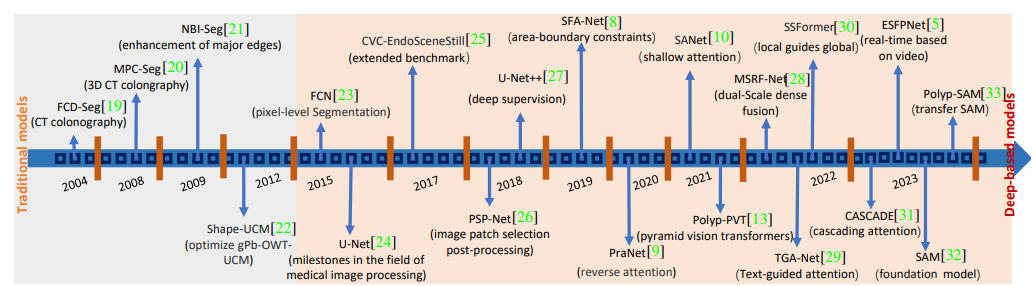 Traditional models
FCD-Seg[19]
(CT colonography)
MPC-Seg[20]
(3D CT colography)
NBI-Seg[21]
(enhancement of major edges)
FCN[23]
(pixel-level Segmentation)
CVC-EndoSceneStill[25]
(extended benchmark)
U-Net++[27]
(deep supervision)
SFA-Net[8]
(area-boundary constraints)
SANet[10]
(shallow attention)
MSRF-Net[28]
(dual-Scale dense
fusion)
SSFormer[30]
(local guides global)
ESFPNet[5]
(real-time based
on video)
Polyp-SAM[33]
(transfer SAM)
2004
2008
2009
2012
2015
2017
2018
2019
2020
2021
2022
2023
Shape-UCM[22]
(optimize gPb-OWT-
UCM)
U-Net[24]
(milestones in the field of
medical image processing)
PSP-Net[26]
(image patch selection
post-processing)
PraNet[9]
(reverse attention)
Polyp-PVT[13]
(pyramid vision transformers)
TGA-Net[29]
(Text-guided attention)
CASCADE[31]
(cascading attention)
SAM[32]
(foundation model)
Deep-based models